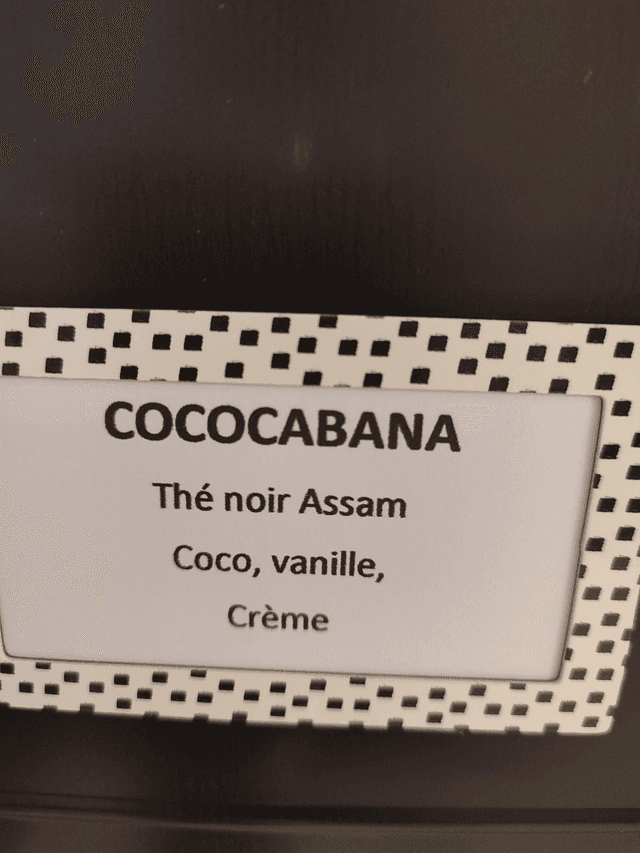 COCOCABANA
Thé noir Assam
Coco, vanille,
Crème